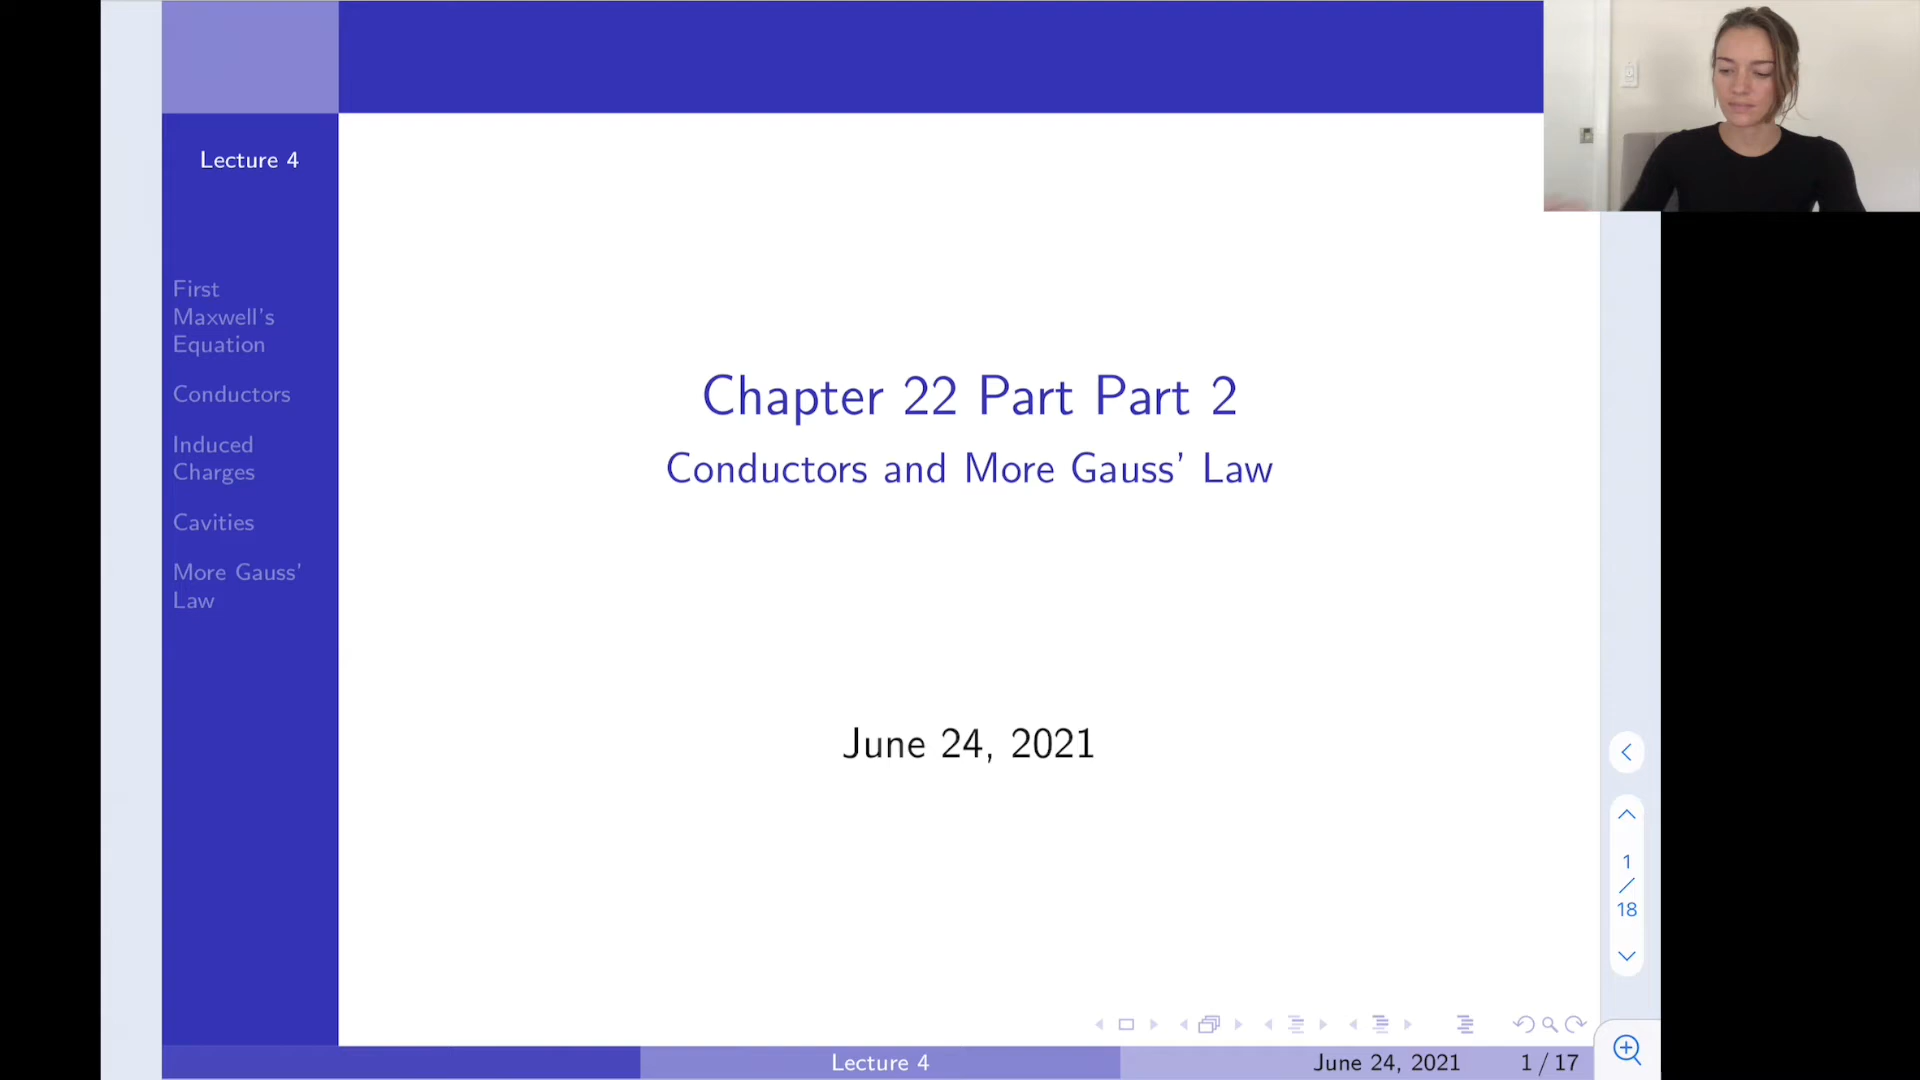 Lecture 4
First
Maxwell's
Equation
Conductors
Induced
Charges
Cavities
More Gauss'
Law
Chapter 22 Part Part 2
Conductors and More Gauss' Law
June 24, 2021
1
/
18
Lecture 4
June 24, 2021
1 / 17